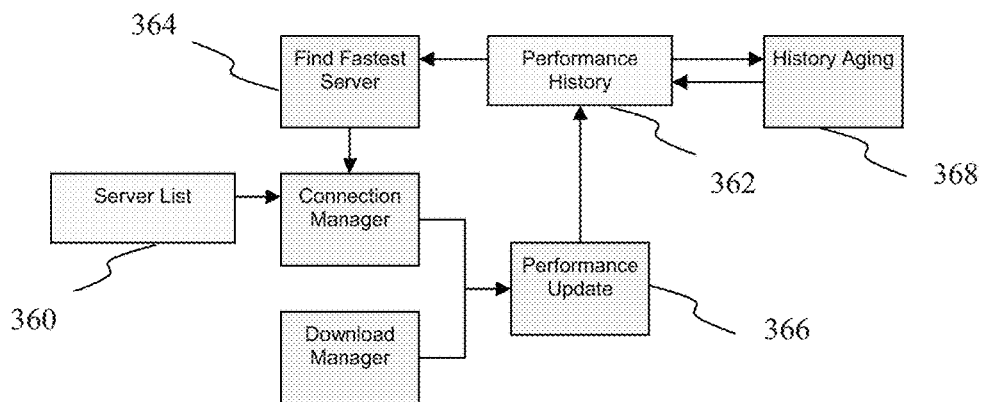 364
Find Fastest
Server
Performance
History
History Aging
362
368
Server List
Connection
Manager
360
Performance
Update
366
Download
Manager